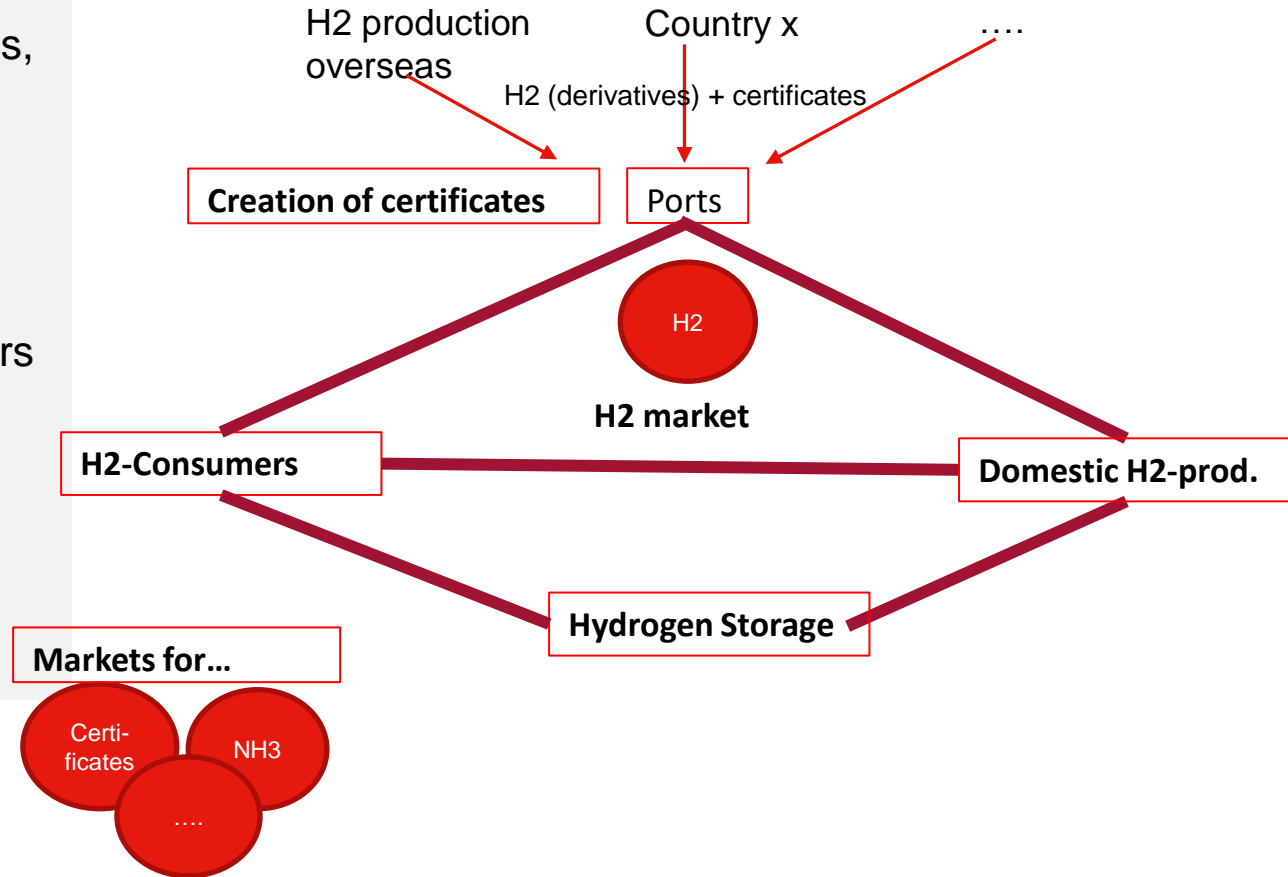 s,
rs
H2 production
overseas
Country x
....
H2 (derivatives) + certificates
Creation of certificates
Ports
H2
H2 market
H2-Consumers
Domestic H2-prod.
Hydrogen Storage
Markets for...
Certi-
ficates
NH3
....